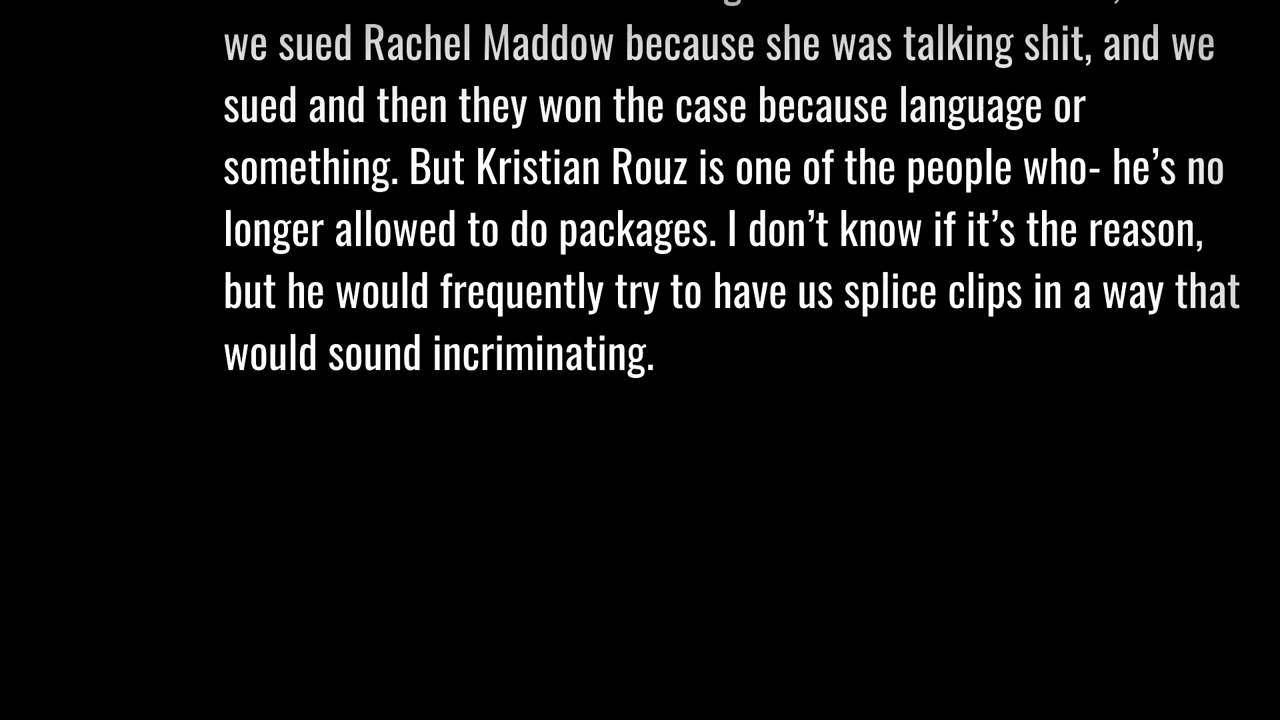 we sued Rachel Maddow because she was talking shit, and we
sued and then they won the case because language or
something. But Kristian Rouz is one of the people who- he’s no
longer allowed to do packages. I don’t know if it’s the reason,
but he would frequently try to have us splice clips in a way that
would sound incriminating.